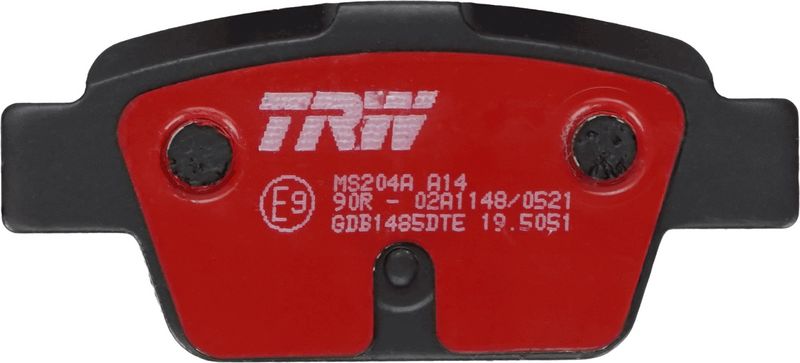 TRW
MS204A A14
E9 90R - 02A1148/0521
GDB1485DTE 19.5051